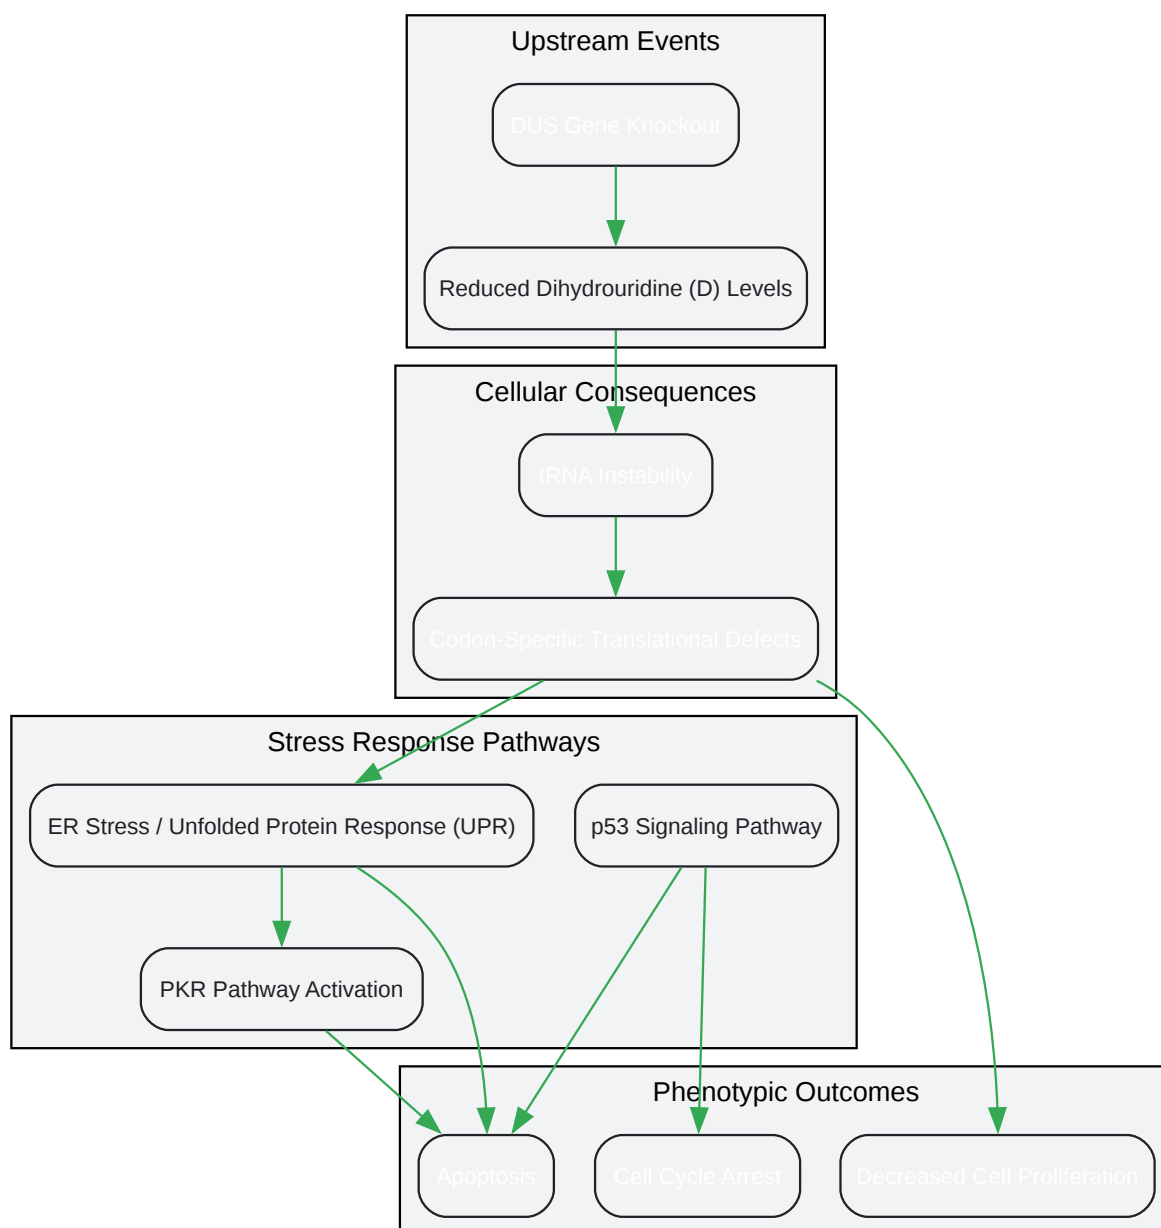 Upstream Events
DUS Gene Knockout
Reduced Dihydrouridine (D) Levels
Cellular Consequences
tRNA Instability
Codon-Specific Translational Defects
Stress Response Pathways
ER Stress / Unfolded Protein Response (UPR)
p53 Signaling Pathway
PKR Pathway Activation
Phenotypic Outcomes
Apoptosis
Cell Cycle Arrest
Decreased Cell Proliferation